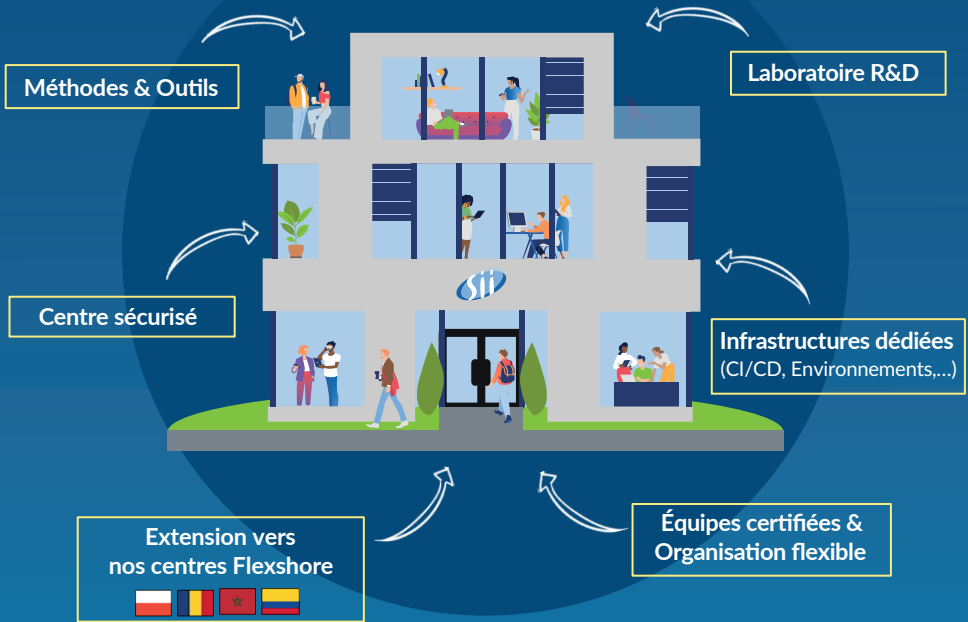 Méthodes & Outils
Laboratoire R&D
sii
Centre sécurisé
Infrastructures dédiées
(CI/CD, Environnements,...)
Extension vers
nos centres Flexshore
Équipes certifiées &
Organisation flexible